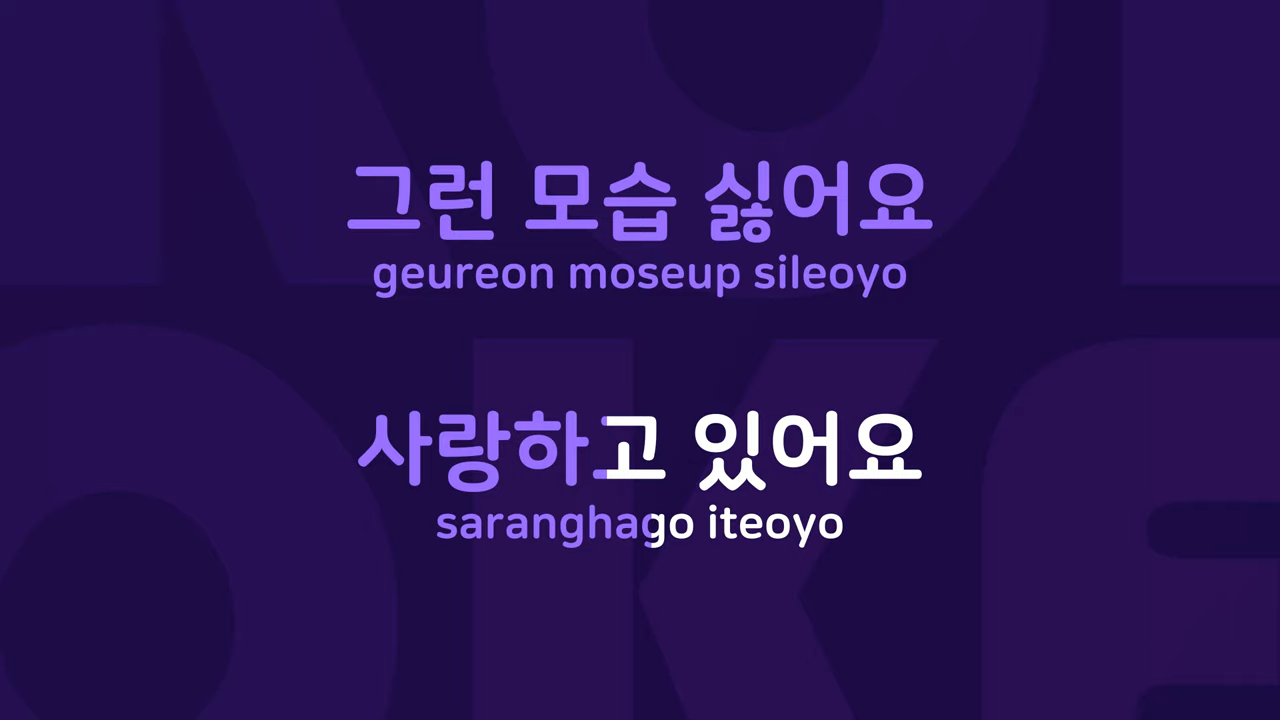 그런 모습 싫어요
geureon moseup sileoyo
사랑하고 있어요
saranghago iteoyo